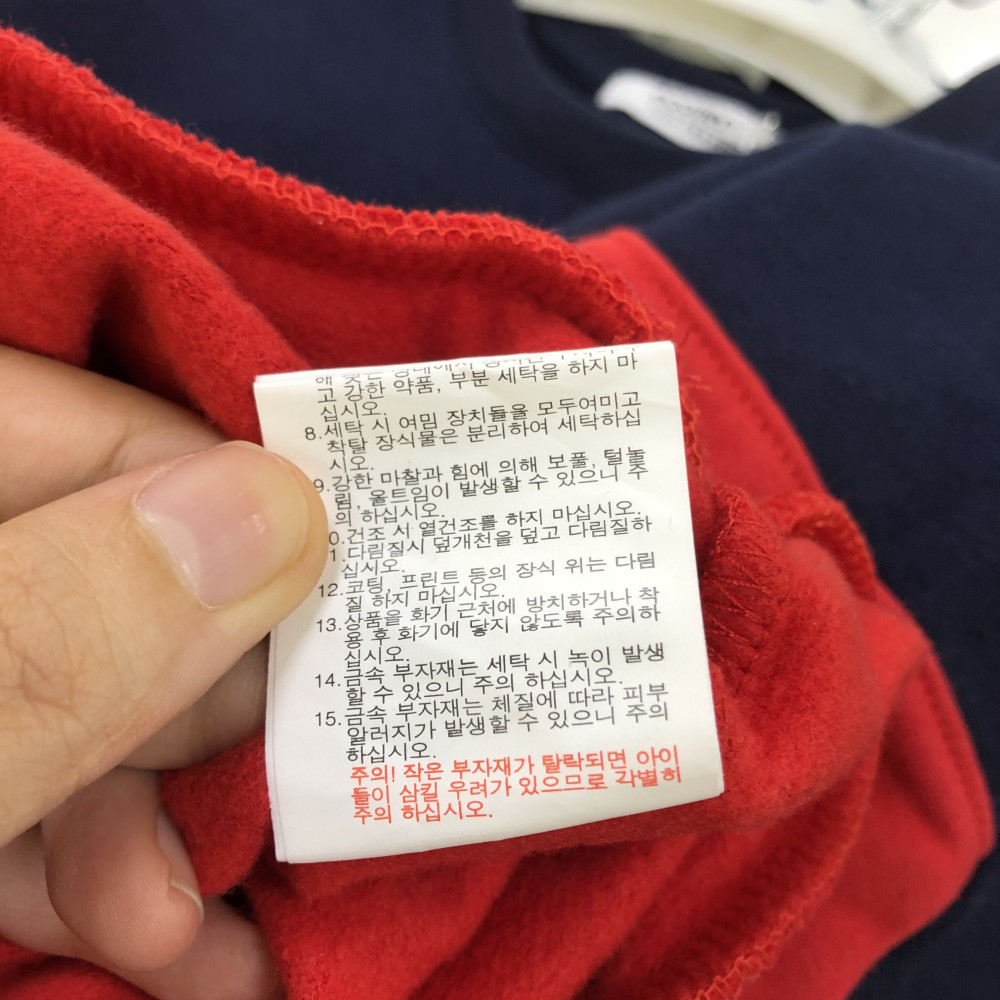 고 강한 약품, 부분 세탁을 하지 마
십시오.
8.세탁 시 여밈 장치들을 모두여미고
착탈 장식물은 분리하여 세탁하십
시오.
9.강한 마찰과 힘에 의해 보풀, 털놀
림, 올트임이 발생할 수 있으니 주
의 하십시오.
0.건조 시 열건조를 하지 마십시오.
1.다림질시 덮개천을 덮고 다림질하
십시오.
12.코팅, 프린트 등의 장식 위는 다림
질 하지 마십시오.
13.상품을 화기 근처에 방치하거나 착
용 후 화기에 닿지 않도록 주의하
십시오.
14.금속 부자재는 세탁 시 녹이 발생
할 수 있으니 주의 하십시오.
15.금속 부자재는 체질에 따라 피부
알러지가 발생할 수 있으니 주의
하십시오.
주의! 작은 부자재가 탈락되면 아이
들이 삼킬 우려가 있으므로 각별히
주의 하십시오.